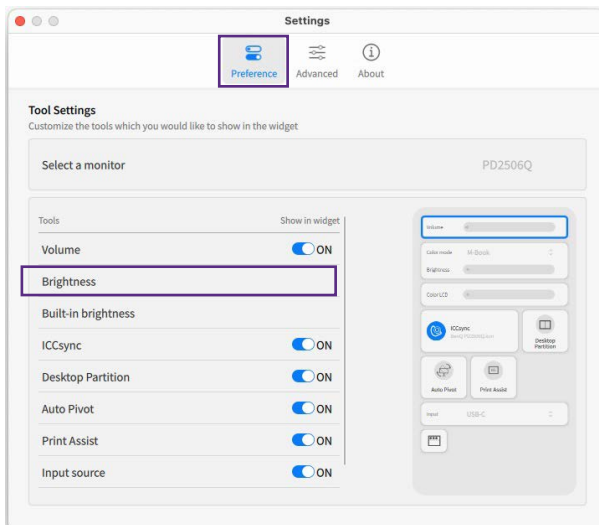 Settings
Preference
Advanced
About
Tool Settings
Customize the tools which you would like to show in the widget
Select a monitor
PD2506Q
Tools
Show in widget
Volume
ON
Brightness
Built-in brightness
ICCsync
ON
Desktop Partition
ON
Auto Pivot
ON
Print Assist
ON
Input source
ON
Volume
Color mode
M-Book
Brightness
Color LCD
ICCsync
Desktop
Partition
Auto Pivot
Print Assist
Input
USB-C